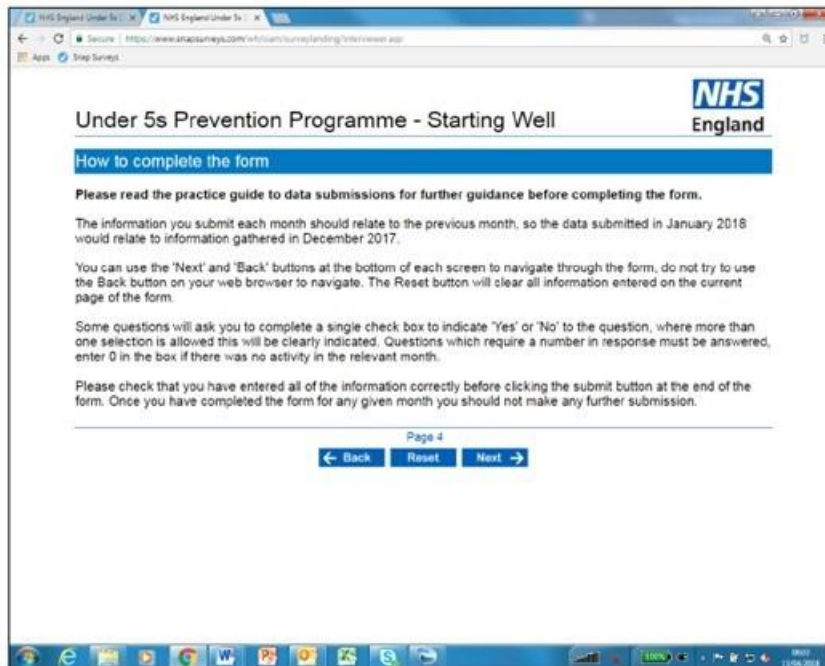 NHS England Under 5s
NHS England Under 5s
Secure
Apps
Snap Surveys
NHS
England
Under 5s Prevention Programme - Starting Well
How to complete the form
Please read the practice guide to data submissions for further guidance before completing the form.
The information you submit each month should relate to the previous month, so the data submitted in January 2018
would relate to information gathered in December 2017.
You can use the 'Next' and 'Back' buttons at the bottom of each screen to navigate through the form, do not try to use
the Back button on your web browser to navigate. The Reset button will clear all information entered on the current
page of the form.
Some questions will ask you to complete a single check box to indicate 'Yes' or 'No' to the question, where more than
one selection is allowed this will be clearly indicated. Questions which require a number in response must be answered,
enter 0 in the box if there was no activity in the relevant month.
Please check that you have entered all of the information correctly before clicking the submit button at the end of the
form. Once you have completed the form for any given month you should not make any further submission.
Page 4
Back Reset Next
100%